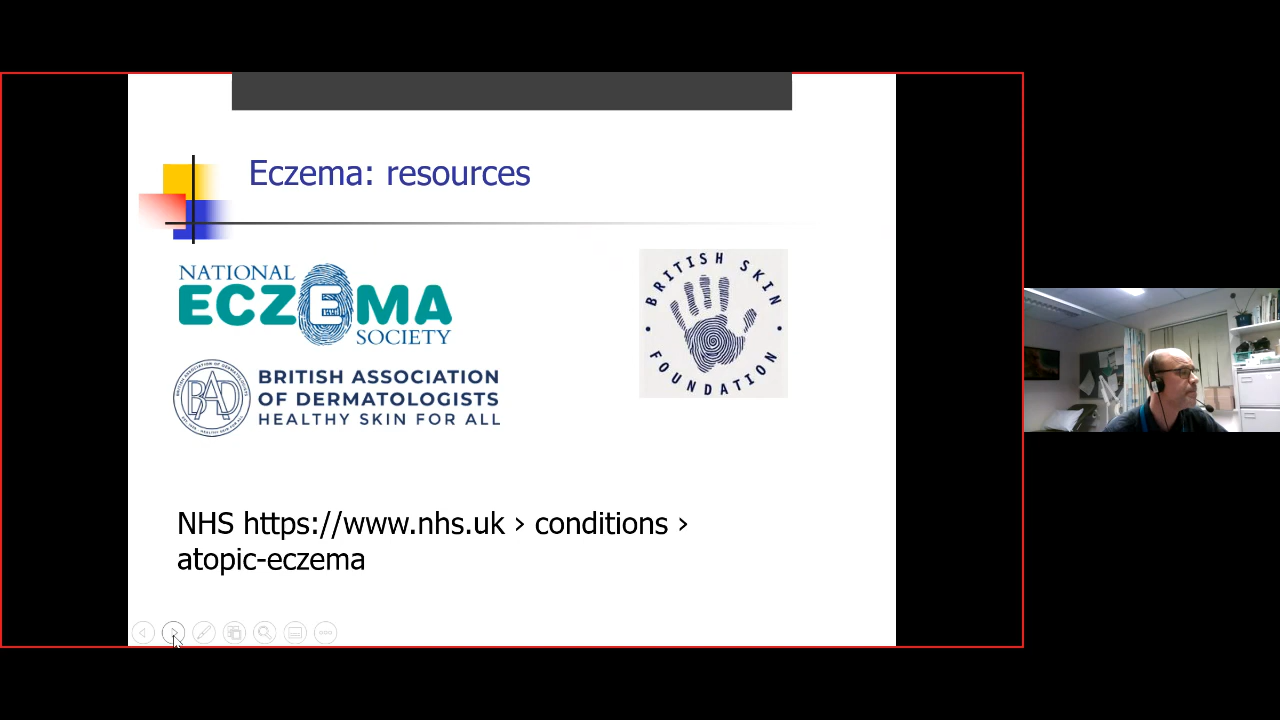 Eczema: resources
NATIONAL
ECZEMA
SOCIETY
BRITISH SKIN
FOUNDATION
BAD
BRITISH ASSOCIATION
OF DERMATOLOGISTS
HEALTHY SKIN FOR ALL
NHS https://www.nhs.uk › conditions ›
atopic-eczema